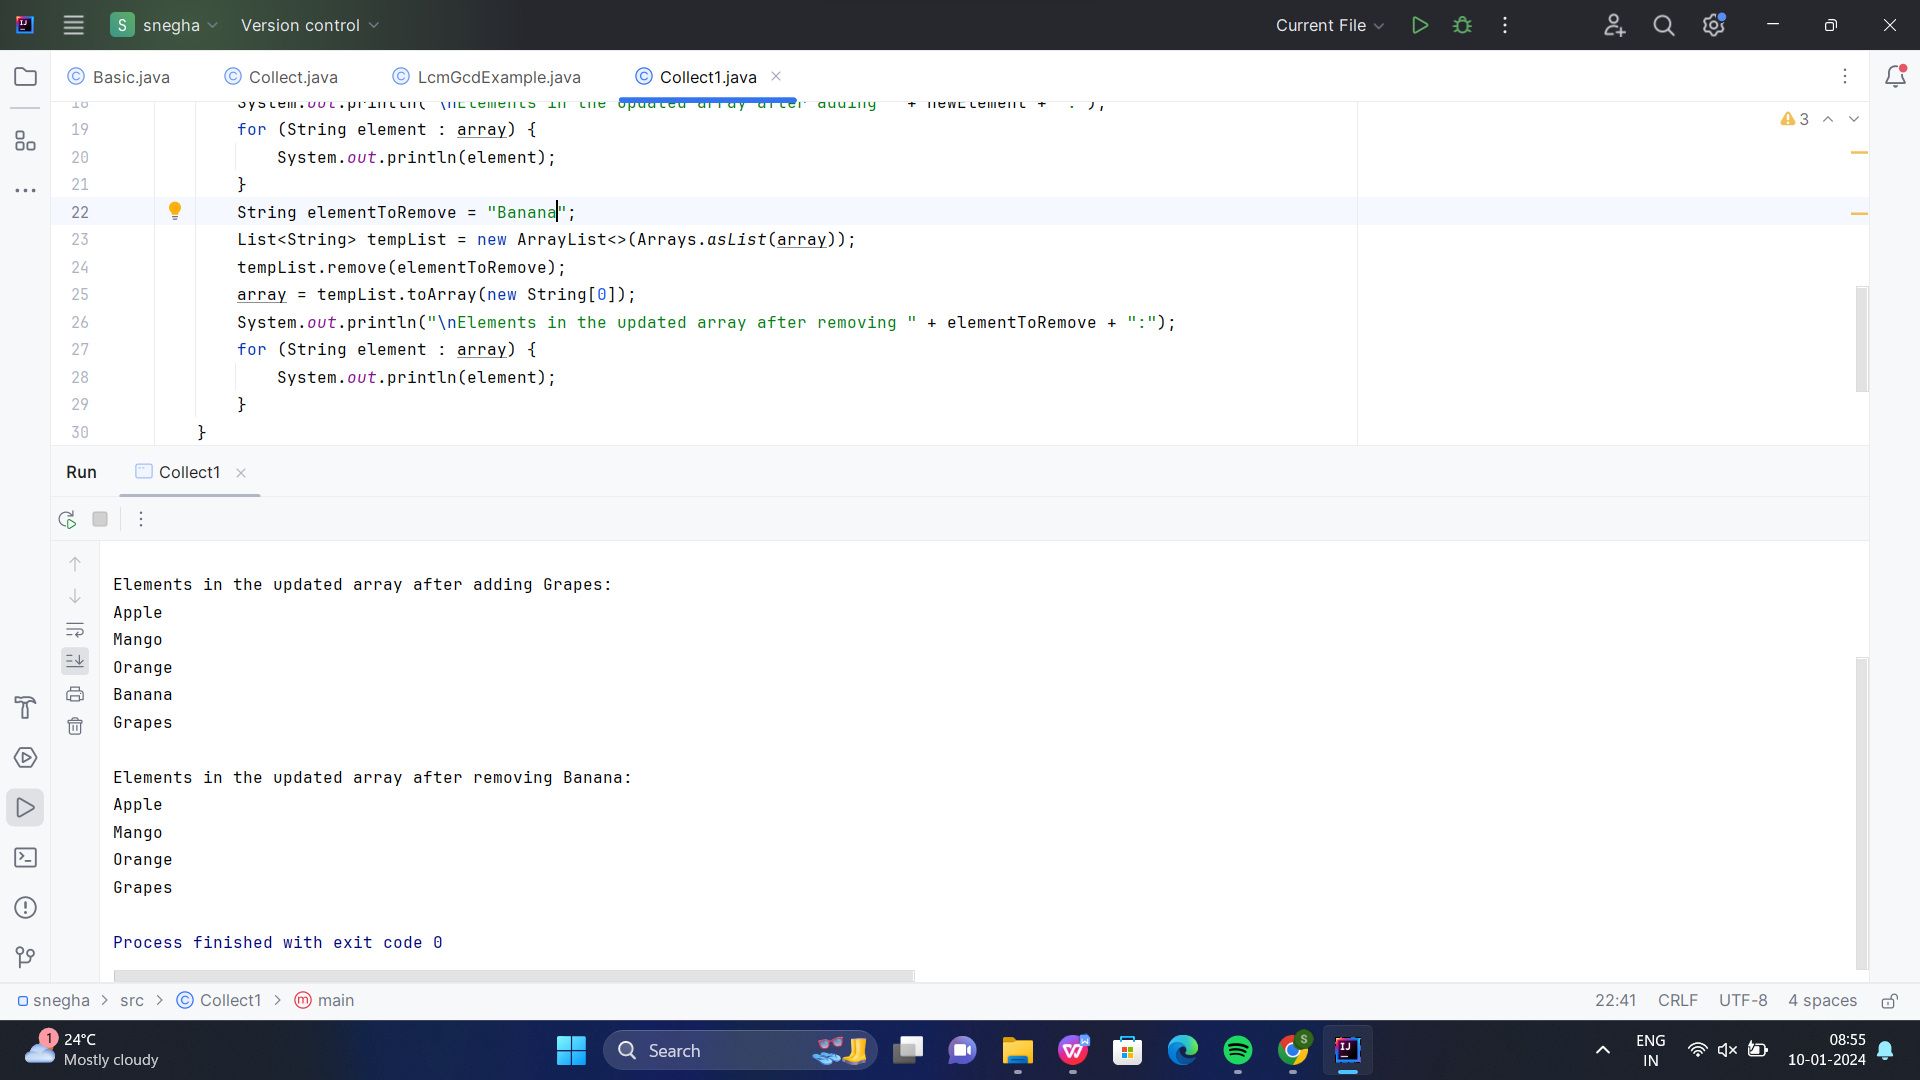 S snegha Version control Current File
Basic.java Collect.java LcmGcdExample.java Collect1.java
18 System.out.println("\nElements in the updated array after adding " + newElement + ":");
3
19 for (String element : array) {
20 System.out.println(element);
21 }
22 String elementToRemove = "Banana";
23 List<String> tempList = new ArrayList<>(Arrays.asList(array));
24 tempList.remove(elementToRemove);
25 array = tempList.toArray(new String[0]);
26 System.out.println("\nElements in the updated array after removing " + elementToRemove + ":");
27 for (String element : array) {
28 System.out.println(element);
29 }
30 }
Run Collect1
Elements in the updated array after adding Grapes:
Apple
Mango
Orange
Banana
Grapes
Elements in the updated array after removing Banana:
Apple
Mango
Orange
Grapes
Process finished with exit code 0
snegha > src > Collect1 > main 22:41 CRLF UTF-8 4 spaces
1 24°C
Mostly cloudy
Search
ENG
IN
08:55
10-01-2024